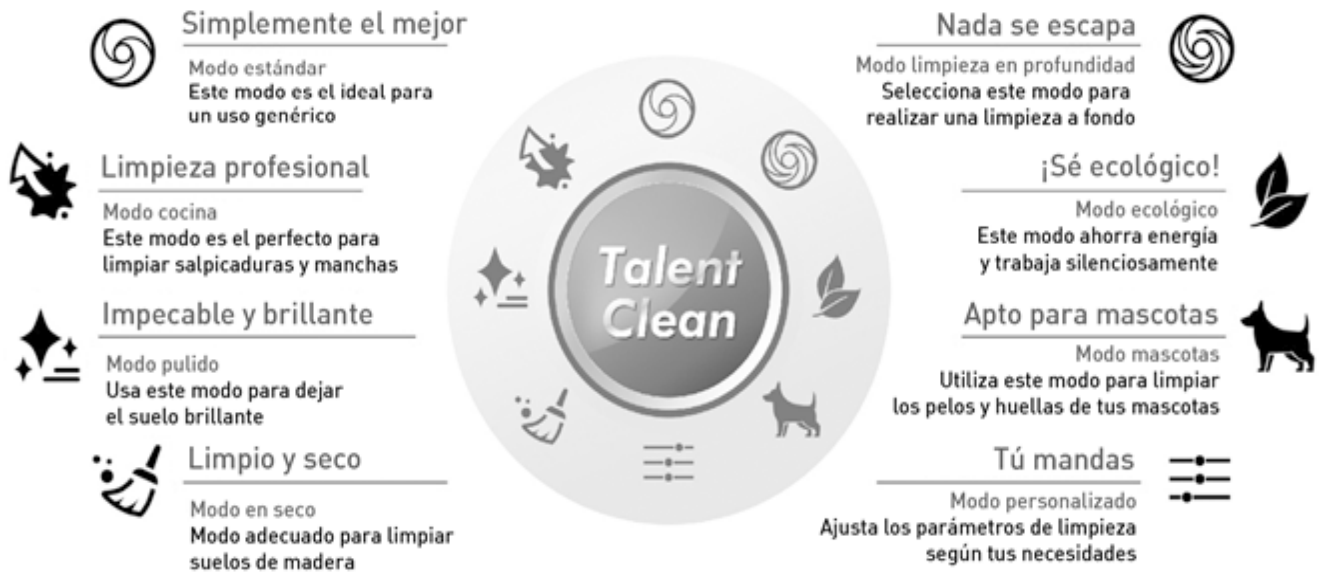 Simplemente el mejor
Modo estándar
Este modo es el ideal para
un uso genérico
Limpieza profesional
Modo cocina
Este modo es el perfecto para
limpiar salpicaduras y manchas
Impecable y brillante
Modo pulido
Usa este modo para dejar
el suelo brillante
Limpio y seco
Modo en seco
Modo adecuado para limpiar
suelos de madera
Talent
Clean
Nada se escapa
Modo limpieza en profundidad
Selecciona este modo para
realizar una limpieza a fondo
¡Sé ecológico!
Modo ecológico
Este modo ahorra energía
y trabaja silenciosamente
Apto para mascotas
Modo mascotas
Utiliza este modo para limpiar
los pelos y huellas de tus mascotas
Tú mandas
Modo personalizado
Ajusta los parámetros de limpieza
según tus necesidades